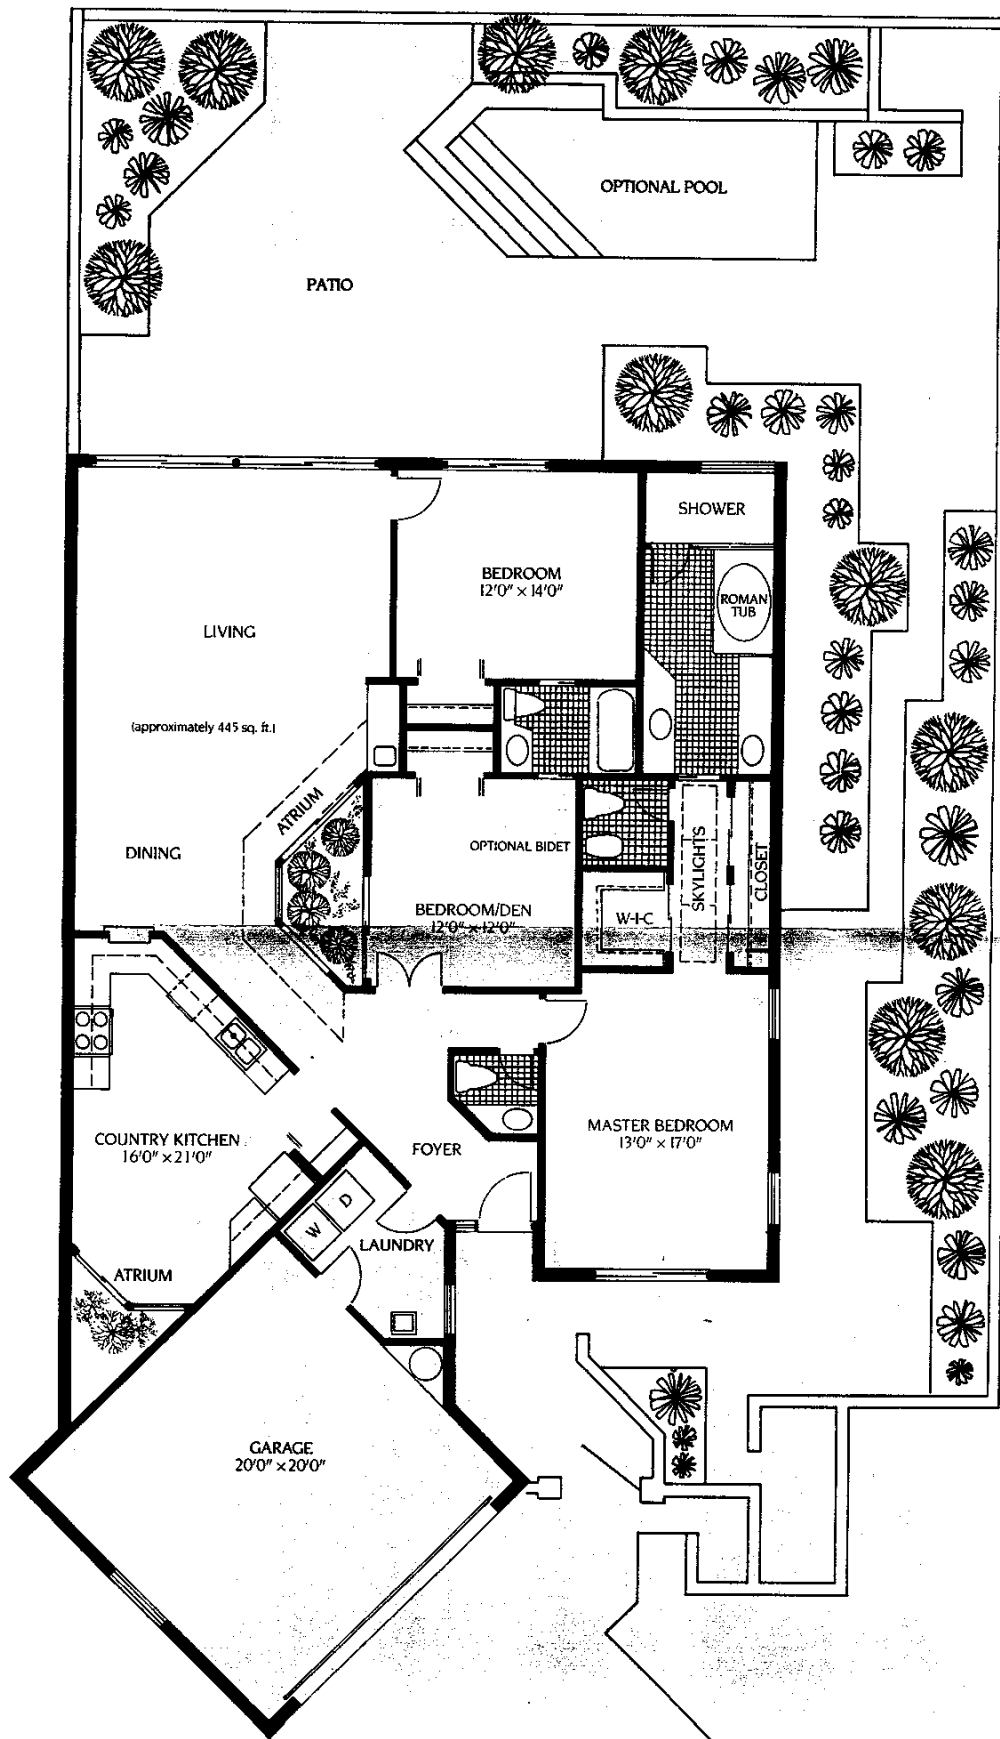 OPTIONAL POOL
PATIO
SHOWER
BEDROOM
12'0" × 14'0"
ROMAN
TUB
LIVING
(approximately 445 sq. ft.)
ATRIUM
DINING
OPTIONAL BIDET
SKYLIGHTS
CLOSET
BEDROOM/DEN
12'0" × 12'0"
W-I-C
MASTER BEDROOM
13'0" × 17'0"
COUNTRY KITCHEN
16'0" × 21'0"
FOYER
D
W
LAUNDRY
ATRIUM
GARAGE
20'0" × 20'0"